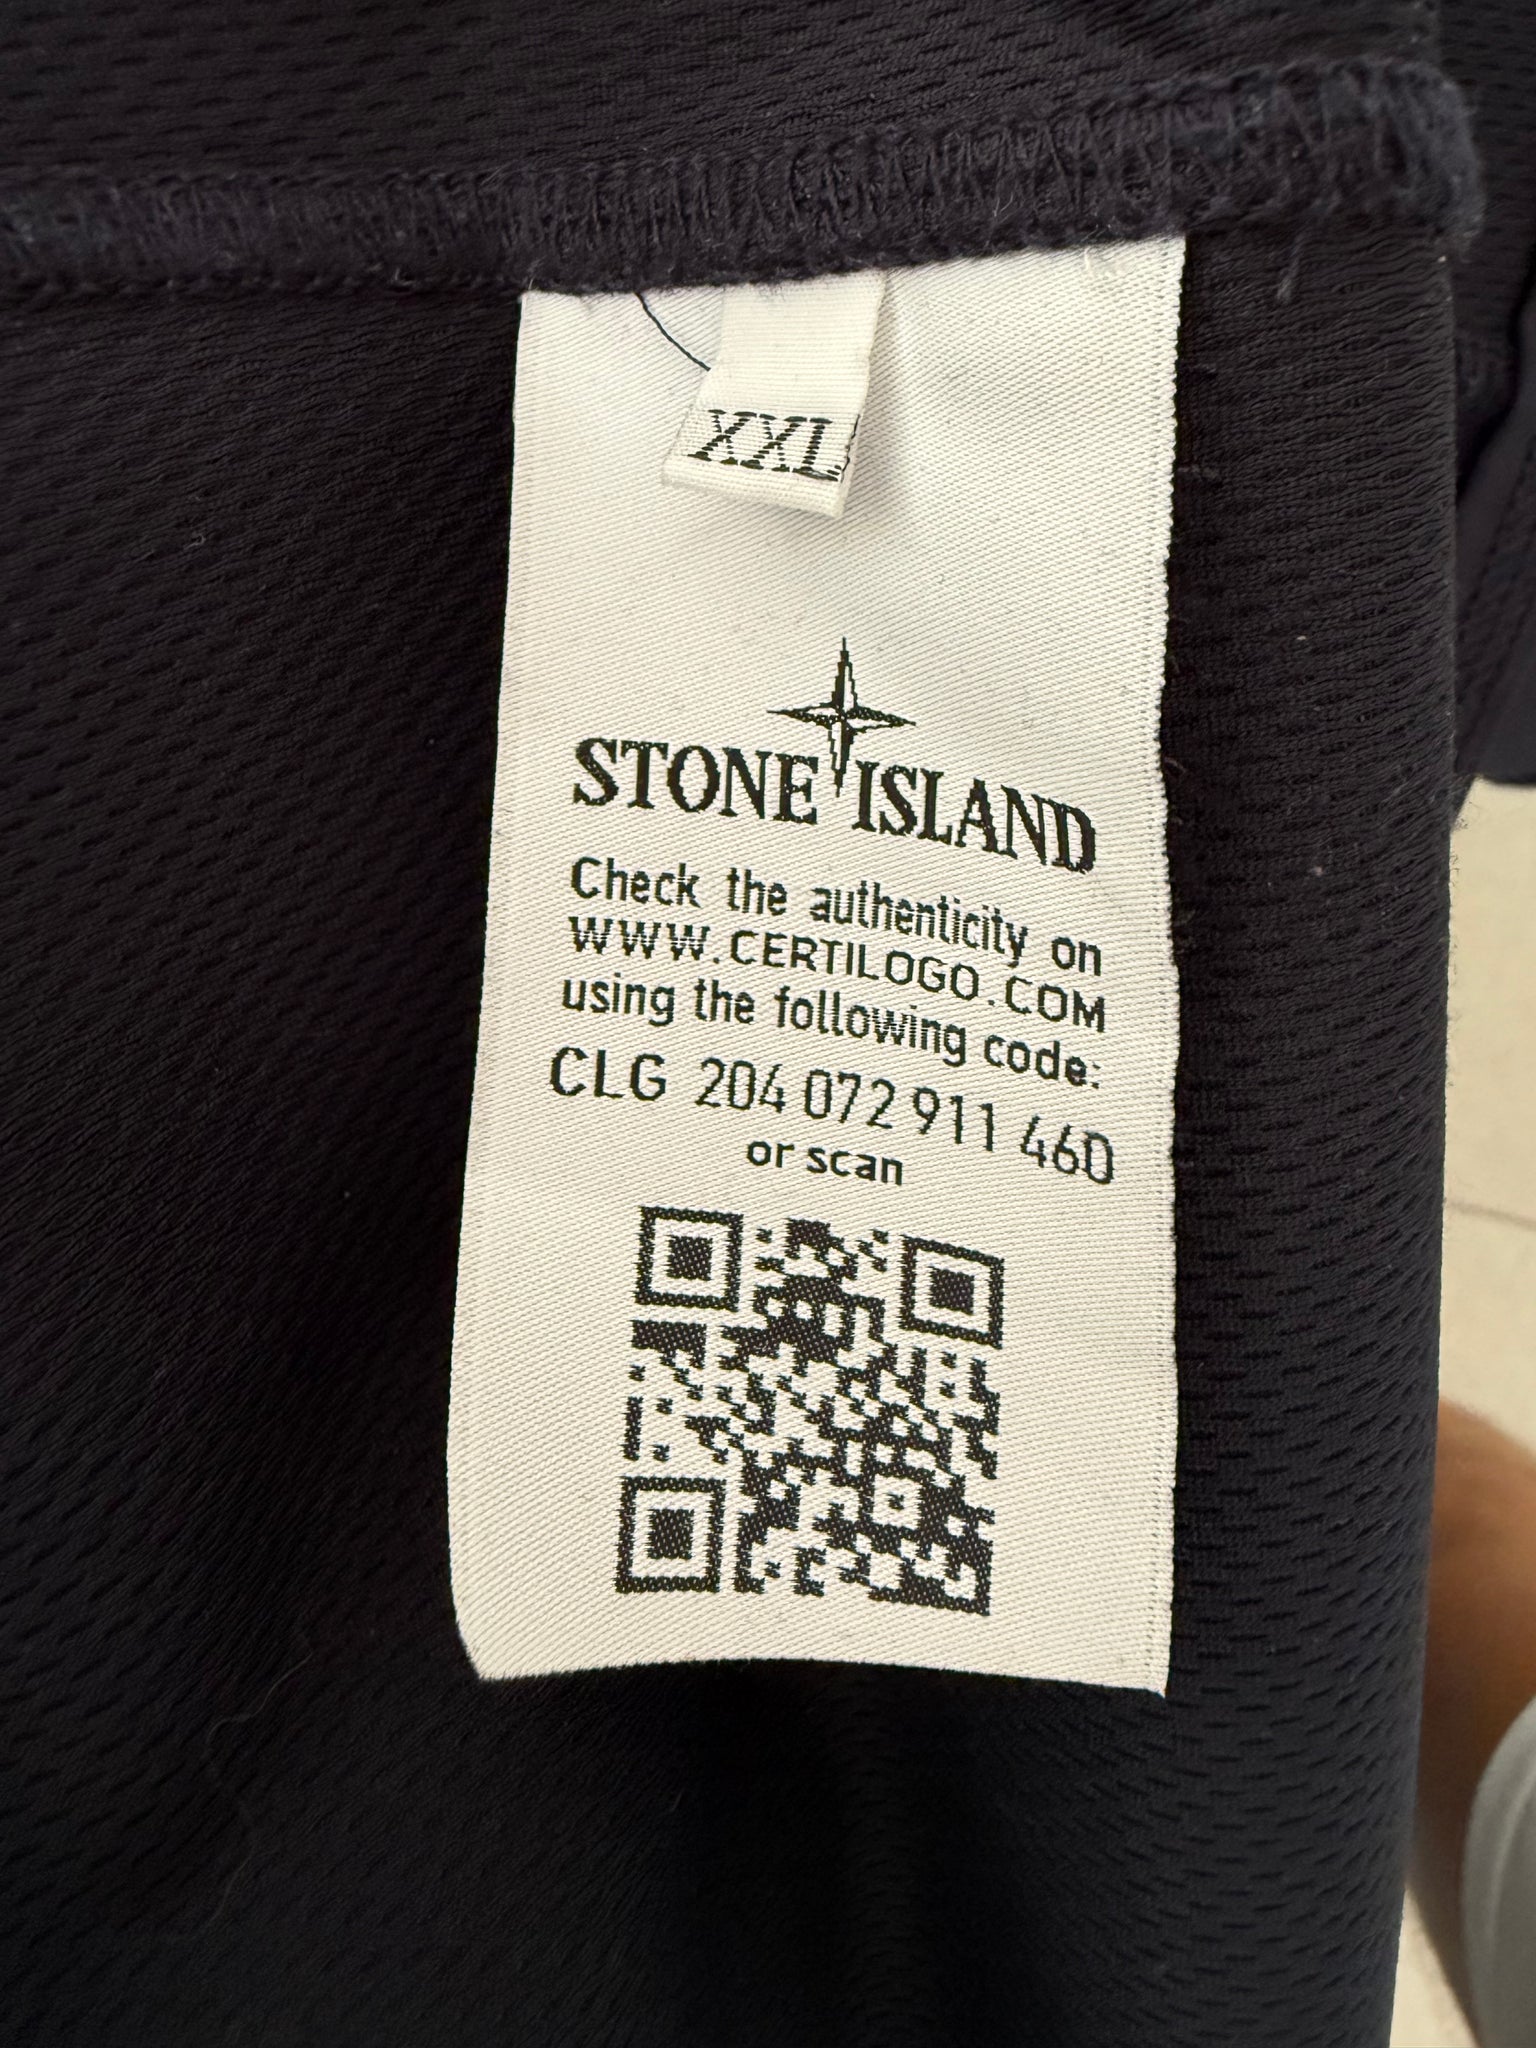 XXL
STONE ISLAND
Check the authenticity on
WWW.CERTILOGO.COM
using the following code:
CLG 204 072 911 460
or scan